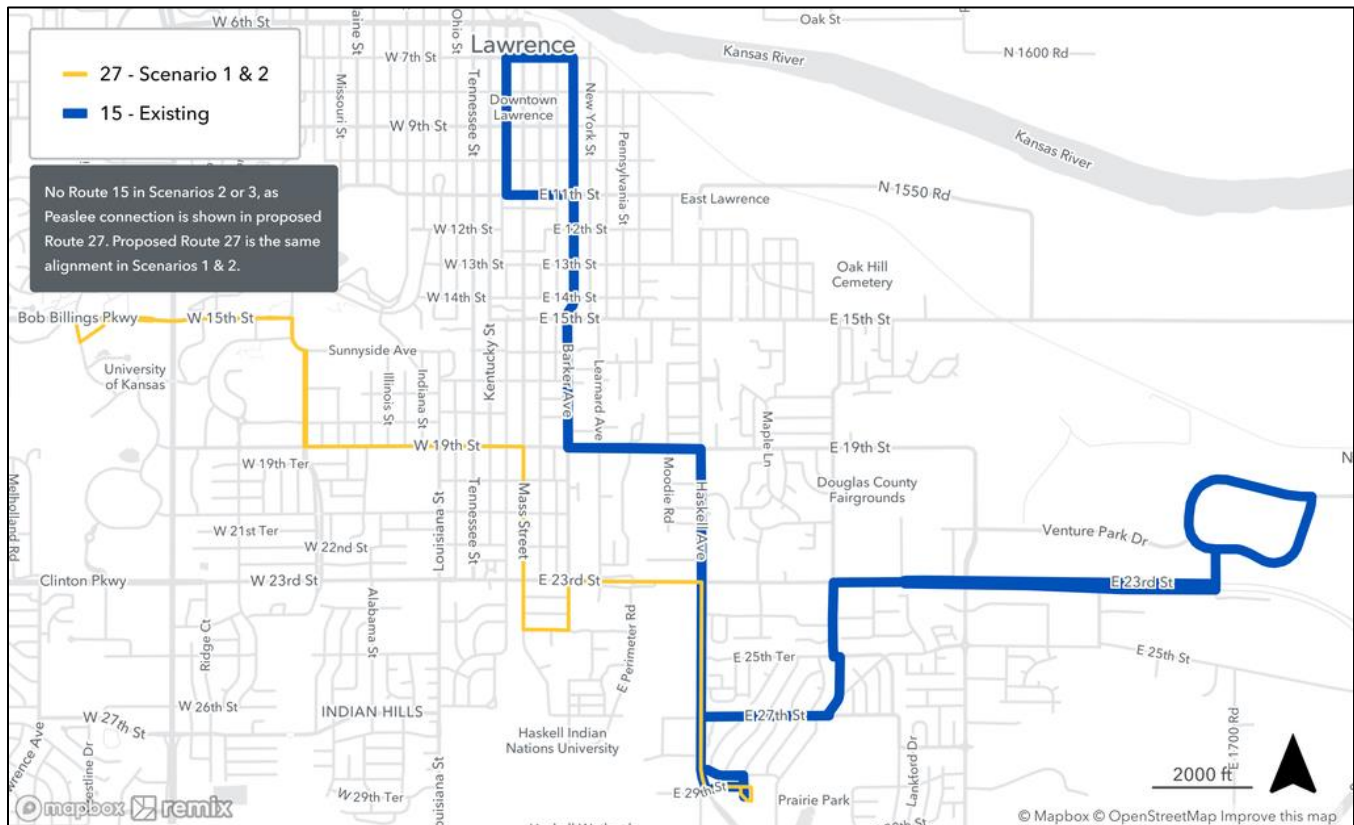 27 - Scenario 1 & 2
15 - Existing
No Route 15 in Scenarios 2 or 3, as
Peaslee connection is shown in proposed
Route 27. Proposed Route 27 is the same
alignment in Scenarios 1 & 2.
W 6th St
Ohio St
Oak St
Lawrence
Kansas River
N 1600 Rd
W 7th St
Missouri St
Tennessee St
Downtown
Lawrence
New York St
W 9th St
Pennsylvania St
Kansas River
E 11th St
East Lawrence
N 1550 Rd
W 12th St
E 12th St
W 13th St
E 13th St
Oak Hill
Cemetery
W 14th St
E 14th St
Bob Billings Pkwy
W 15th St
E 15th St
E 15th St
Kentucky St
Sunnyside Ave
University
of Kansas
Illinois St
Indiana St
Barker Ave
Learnard Ave
Maple Ln
W 19th St
E 19th St
W 19th Ter
Moodie Rd
Douglas County
Fairgrounds
Melholland Rd
Louisiana St
Tennessee St
Mass Street
Haskell Ave
W 21st Ter
W 22nd St
Venture Park Dr
Clinton Pkwy
W 23rd St
E 23rd St
E 23rd St
Alabama St
Ridge Ct
E Perimeter Rd
E 25th Ter
E 25th St
W 26th St
INDIAN HILLS
W 27th St
E 27th St
Haskell Indian
Nations University
E 1700 Rd
Lankford Dr
2000 ft
W 29th Ter
Louisiana St
E 29th St
Prairie Park
mapbox remix
© Mapbox © OpenStreetMap Improve this map